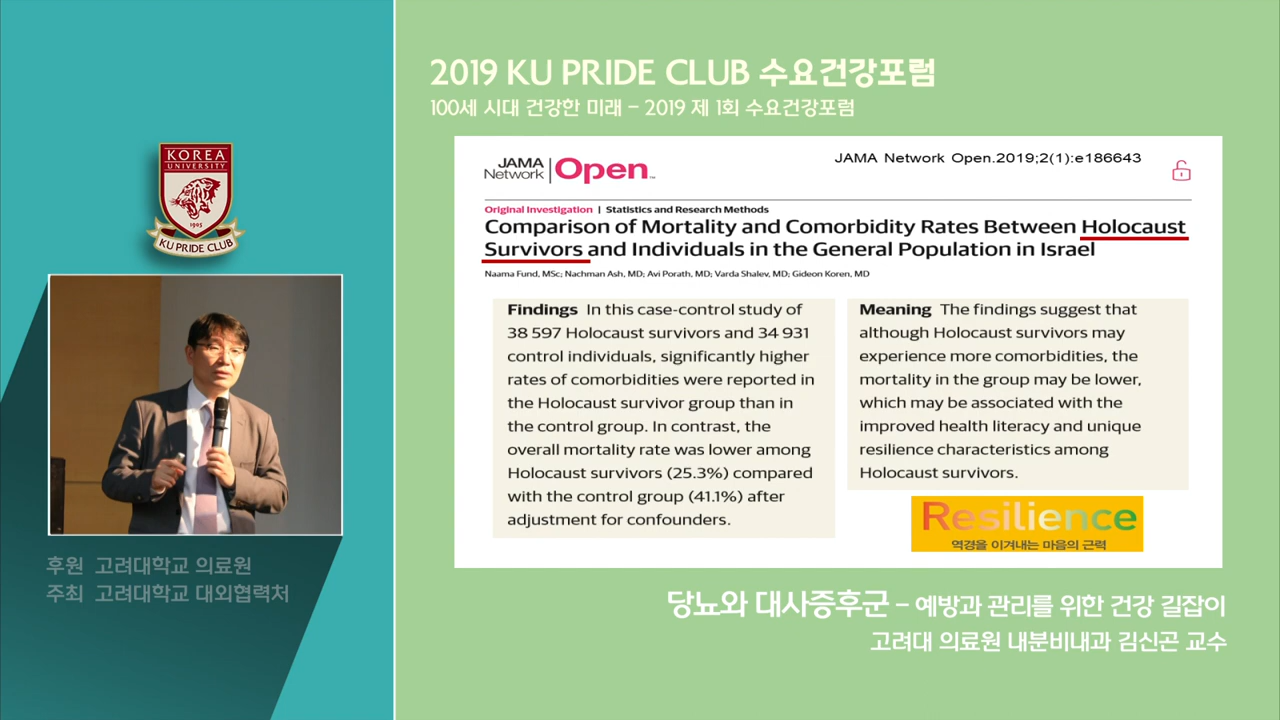 2019 KU PRIDE CLUB 수요건강포럼
100세 시대 건강한 미래 – 2019 제 1회 수요건강포럼
KOREA
UNIVERSITY
1905
KU PRIDE CLUB
후원 고려대학교 의료원
주최 고려대학교 대외협력처
JAMA
Network
Open™
JAMA Network Open.2019;2(1):e186643
Original Investigation | Statistics and Research Methods
Comparison of Mortality and Comorbidity Rates Between Holocaust
Survivors and Individuals in the General Population in Israel
Naama Fund, MSc; Nachman Ash, MD; Avi Porath, MD; Varda Shalev, MD; Gideon Koren, MD
Findings In this case-control study of
38 597 Holocaust survivors and 34 931
control individuals, significantly higher
rates of comorbidities were reported in
the Holocaust survivor group than in
the control group. In contrast, the
overall mortality rate was lower among
Holocaust survivors (25.3%) compared
with the control group (41.1%) after
adjustment for confounders.
Meaning The findings suggest that
although Holocaust survivors may
experience more comorbidities, the
mortality in the group may be lower,
which may be associated with the
improved health literacy and unique
resilience characteristics among
Holocaust survivors.
Resilience
역경을 이겨내는 마음의 근력
당뇨와 대사증후군 – 예방과 관리를 위한 건강 길잡이
고려대 의료원 내분비내과 김신곤 교수